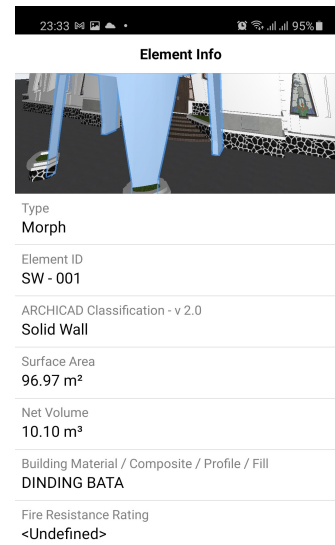 23:33
95%
Element Info
Type
Morph
Element ID
SW - 001
ARCHICAD Classification - v 2.0
Solid Wall
Surface Area
96.97 m²
Net Volume
10.10 m³
Building Material / Composite / Profile / Fill
DINDING BATA
Fire Resistance Rating
<Undefined>